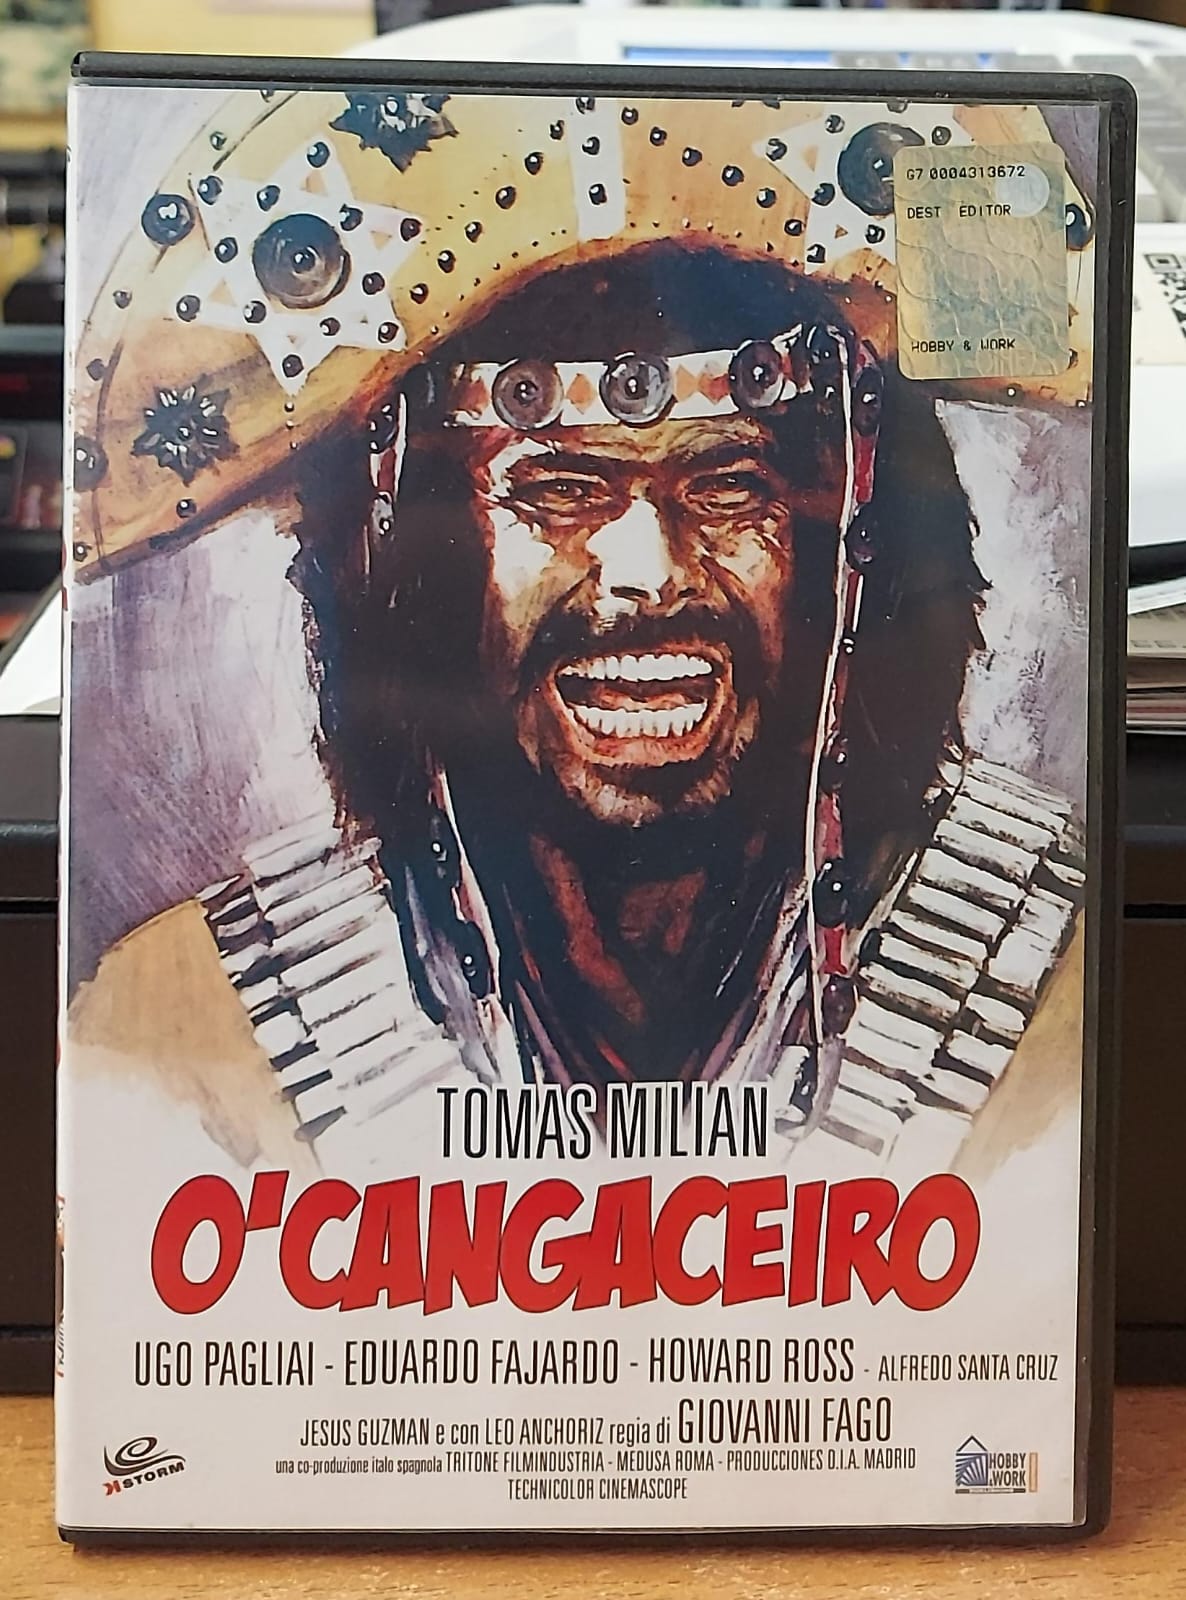 G7 0004313672
DEST EDITOR
HOBBY & WORK
TOMAS MILIAN
O'CANGACEIRO
UGO PAGLIAI - EDUARDO FAJARDO - HOWARD ROSS - ALFREDO SANTA CRUZ
JESUS GUZMAN e con LEO ANCHORIZ regia di GIOVANNI FAGO
una co-produzione italo spagnola TRITONE FILMINDUSTRIA - MEDUSA ROMA - PRODUCCIONES D.I.A. MADRID
TECHNICOLOR CINEMASCOPE
STORM
HOBBY
&WORK